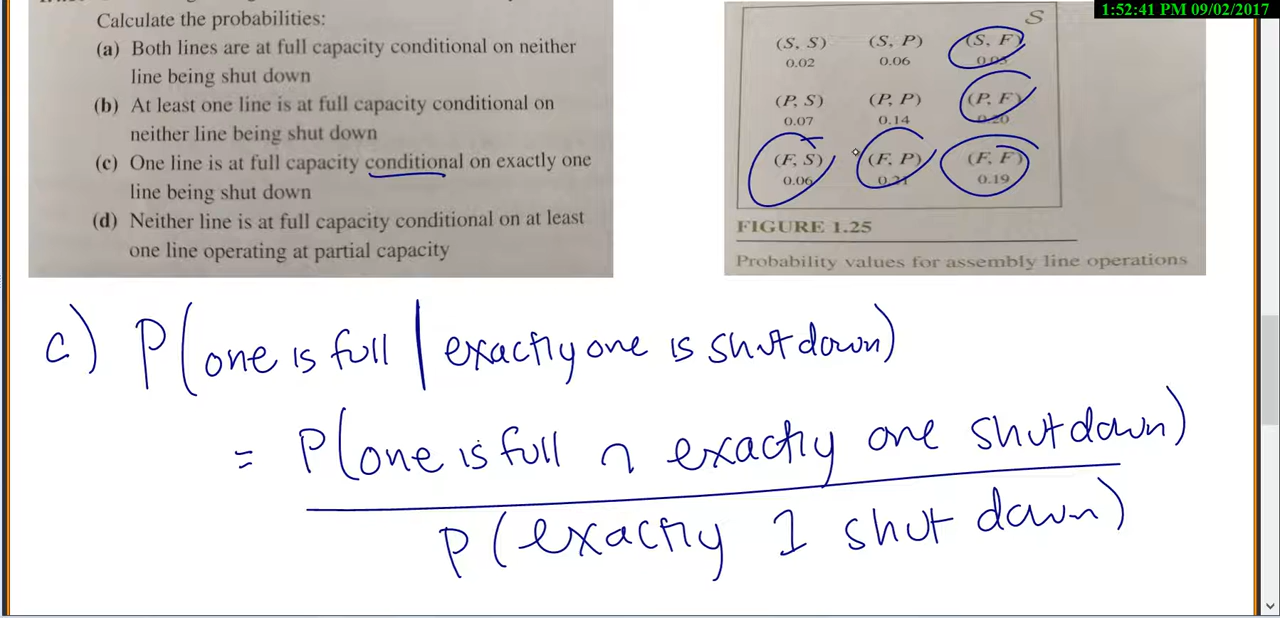 1:52:41 PM 09/02/2017
Calculate the probabilities:
(a) Both lines are at full capacity conditional on neither
line being shut down
(b) At least one line is at full capacity conditional on
neither line being shut down
(c) One line is at full capacity conditional on exactly one
line being shut down
(d) Neither line is at full capacity conditional on at least
one line operating at partial capacity
S
(S, S) (S, P) (S, F)
0.02 0.06
(P, S) (P, P) (P, F)
0.07 0.14 0.20
(F, S) (F, P) (F, F)
0.06 0.21 0.19
FIGURE 1.25
Probability values for assembly line operations
c) P(one is full | exactly one is shut down)
= P(one is full ∩ exactly one shut down)
P(exactly 1 shut down)